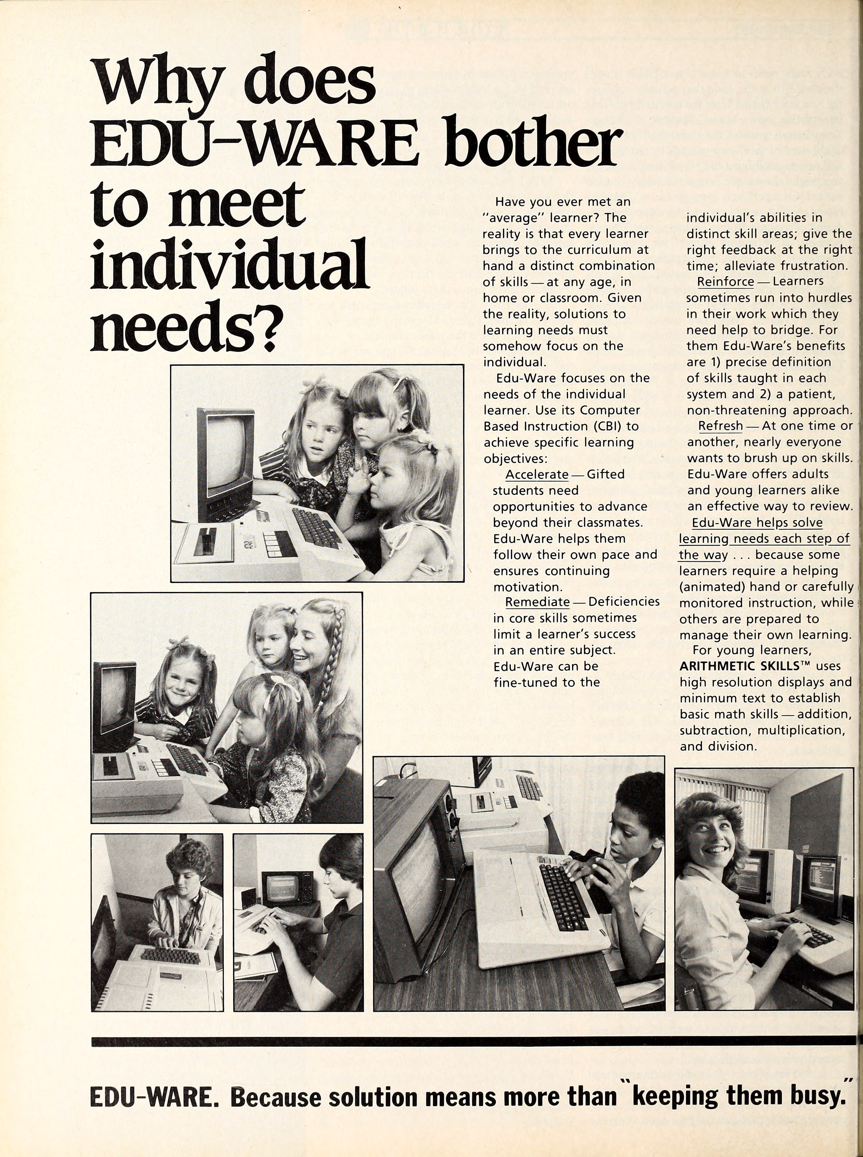 Why does
EDU-WARE bother
to meet
individual
needs?
Have you ever met an
"average" learner? The
reality is that every learner
brings to the curriculum at
hand a distinct combination
of skills — at any age, in
home or classroom. Given
the reality, solutions to
learning needs must
somehow focus on the
individual.
Edu-Ware focuses on the
needs of the individual
learner. Use its Computer
Based Instruction (CBI) to
achieve specific learning
objectives:
Accelerate — Gifted
students need
opportunities to advance
beyond their classmates.
Edu-Ware helps them
follow their own pace and
ensures continuing
motivation.
Remediate — Deficiencies
in core skills sometimes
limit a learner's success
in an entire subject.
Edu-Ware can be
fine-tuned to the
individual's abilities in
distinct skill areas; give the
right feedback at the right
time; alleviate frustration.
Reinforce — Learners
sometimes run into hurdles
in their work which they
need help to bridge. For
them Edu-Ware's benefits
are 1) precise definition
of skills taught in each
system and 2) a patient,
non-threatening approach.
Refresh — At one time or
another, nearly everyone
wants to brush up on skills.
Edu-Ware offers adults
and young learners alike
an effective way to review.
Edu-Ware helps solve
learning needs each step of
the way . . . because some
learners require a helping
(animated) hand or carefully
monitored instruction, while
others are prepared to
manage their own learning.
For young learners,
ARITHMETIC SKILLS™ uses
high resolution displays and
minimum text to establish
basic math skills — addition,
subtraction, multiplication,
and division.
EDU-WARE. Because solution means more than "keeping them busy."